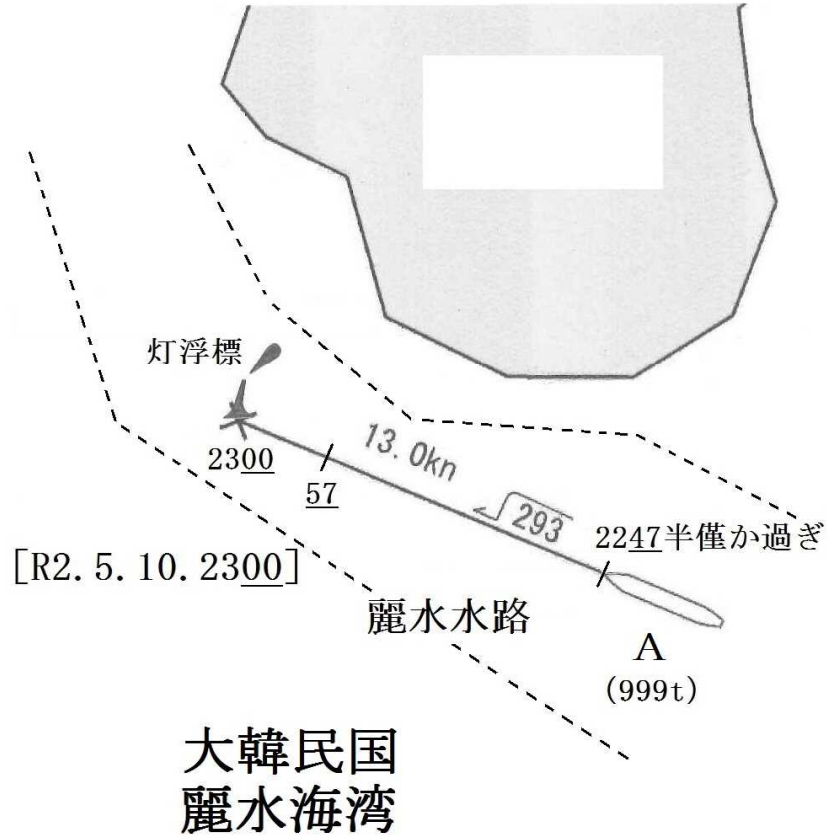 灯浮標
13.0kn
2300
57
293
2247半僅か過ぎ
[R2.5.10.2300]
麗水水路
A
(999t)
大韓民国
麗水海湾